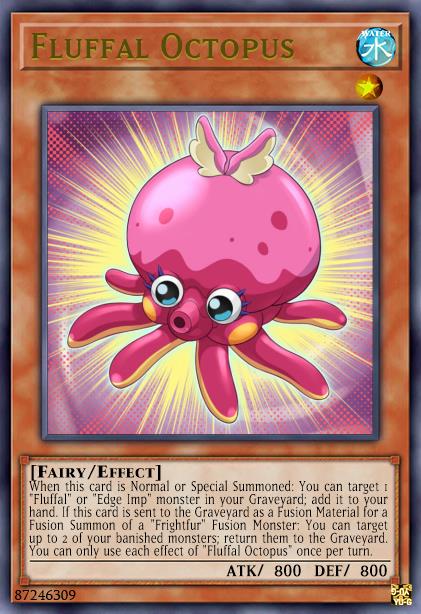 Fluffal Octopus
WATER
水
[Fairy/Effect]
When this card is Normal or Special Summoned: You can target 1
"Fluffal" or "Edge Imp" monster in your Graveyard; add it to your
hand. If this card is sent to the Graveyard as a Fusion Material for a
Fusion Summon of a "Frightfur" Fusion Monster: You can target
up to 2 of your banished monsters; return them to the Graveyard.
You can only use each effect of "Fluffal Octopus" once per turn.
ATK/ 800 DEF/ 800
87246309